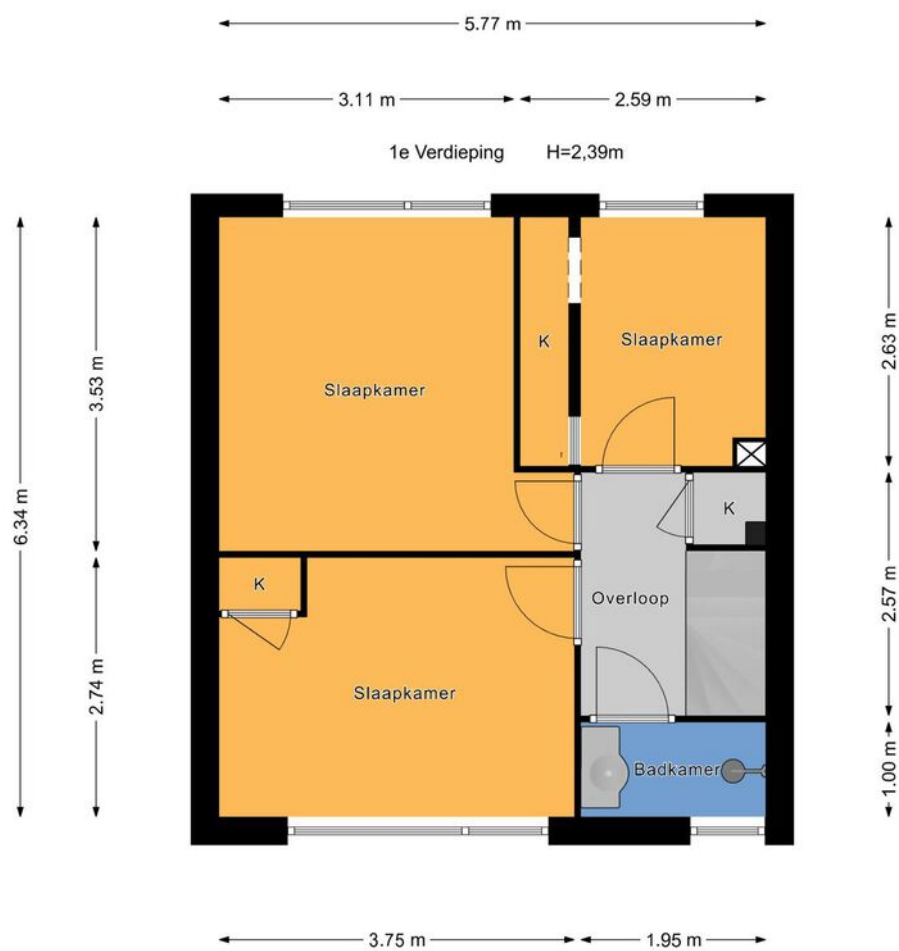 5.77 m
3.11 m
2.59 m
1e Verdieping H=2,39m
6.34 m
3.53 m
2.74 m
2.63 m
2.57 m
1.00 m
Slaapkamer
K
Slaapkamer
K
K
Overloop
Slaapkamer
Badkamer
3.75 m
1.95 m